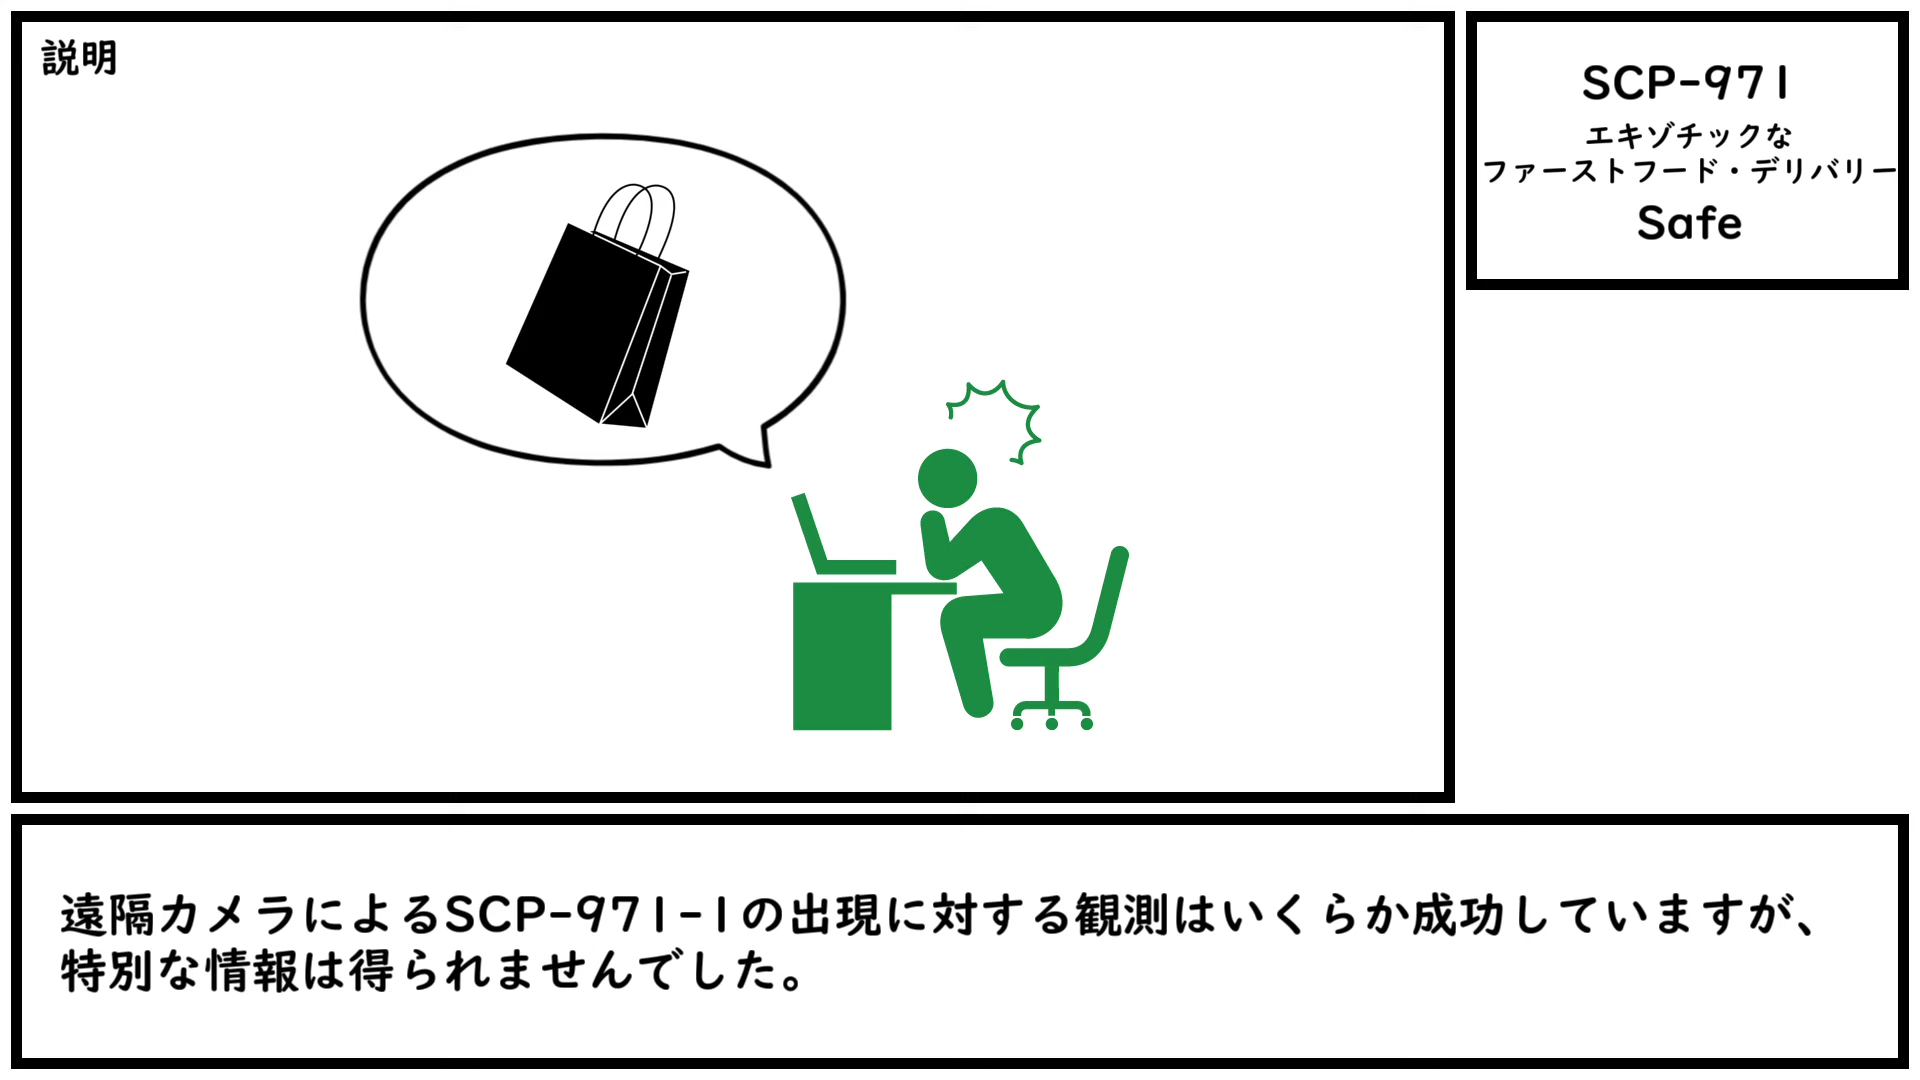 説明
SCP-971
エキゾチックな
ファーストフード・デリバリー
Safe
遠隔カメラによるSCP-971-1の出現に対する観測はいくらか成功していますが、
特別な情報は得られませんでした。